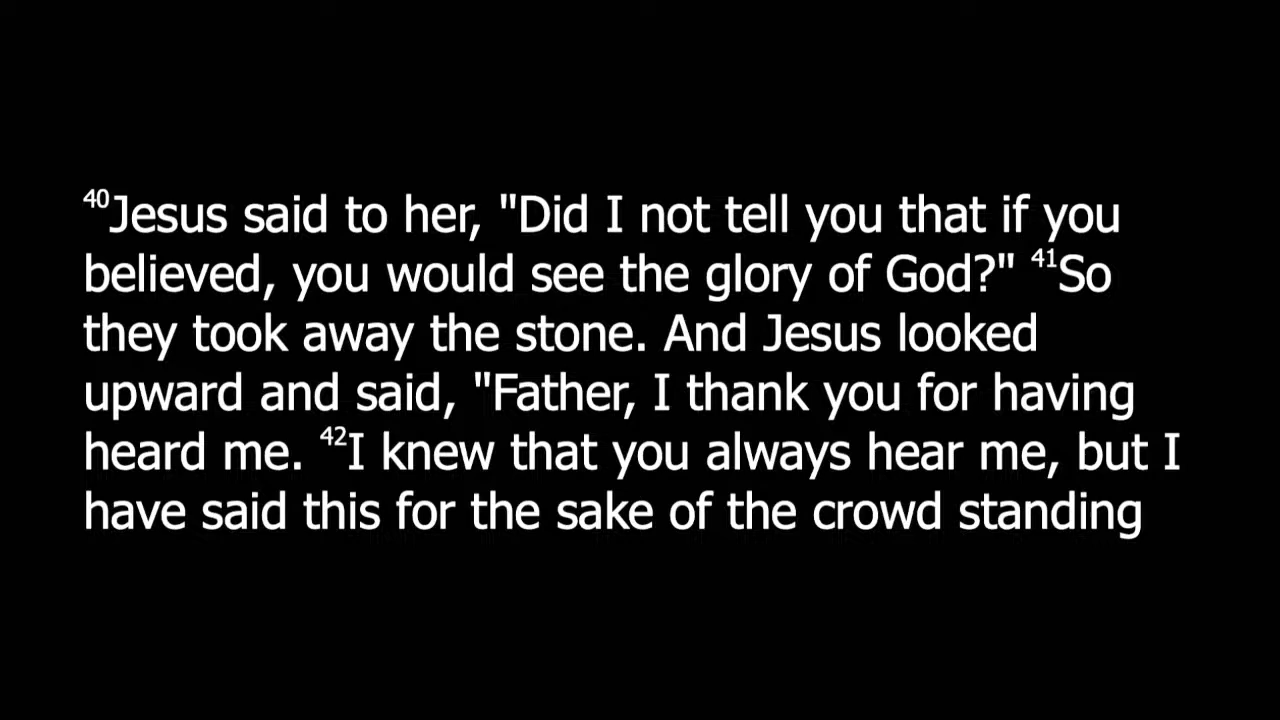 ⁴⁰Jesus said to her, "Did I not tell you that if you
believed, you would see the glory of God?" ⁴¹So
they took away the stone. And Jesus looked
upward and said, "Father, I thank you for having
heard me. ⁴²I knew that you always hear me, but I
have said this for the sake of the crowd standing